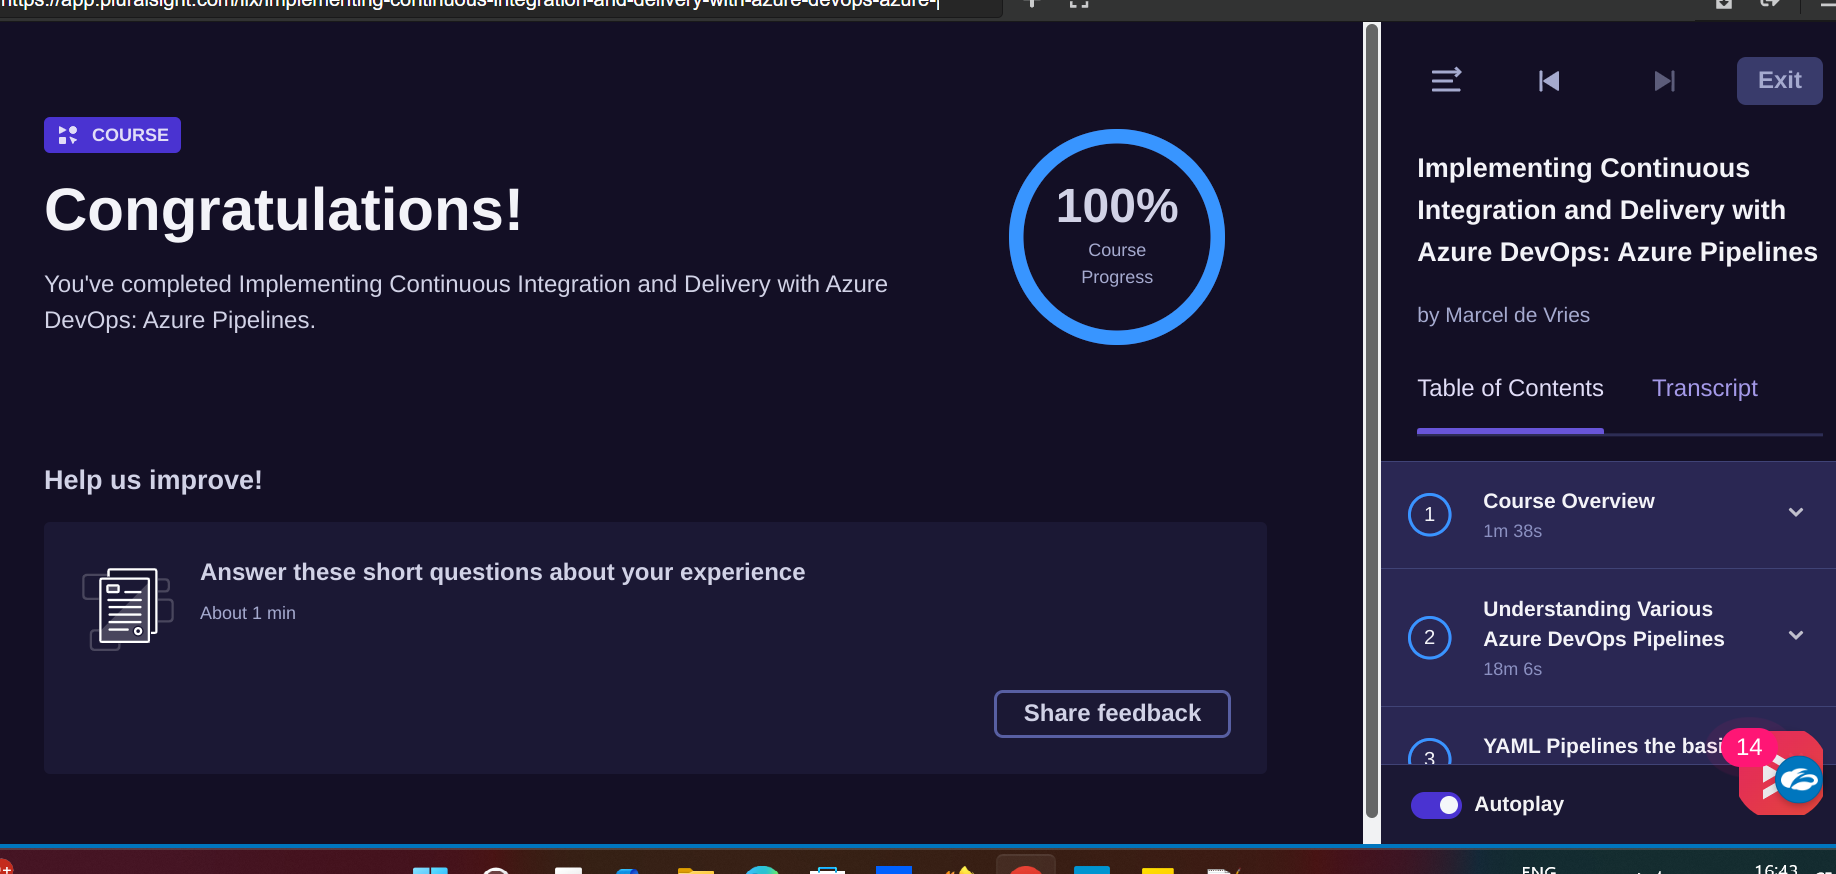 https://app.pluralsight.com/ilx/implementing-continuous-integration-and-delivery-with-azure-devops-azure-p
COURSE
Congratulations!
You've completed Implementing Continuous Integration and Delivery with Azure
DevOps: Azure Pipelines.
100%
Course
Progress
Help us improve!
Answer these short questions about your experience
About 1 min
Share feedback
Exit
Implementing Continuous
Integration and Delivery with
Azure DevOps: Azure Pipelines
by Marcel de Vries
Table of Contents
Transcript
1
Course Overview
1m 38s
2
Understanding Various
Azure DevOps Pipelines
18m 6s
3
YAML Pipelines the basi
14
Autoplay
ENG
16:43